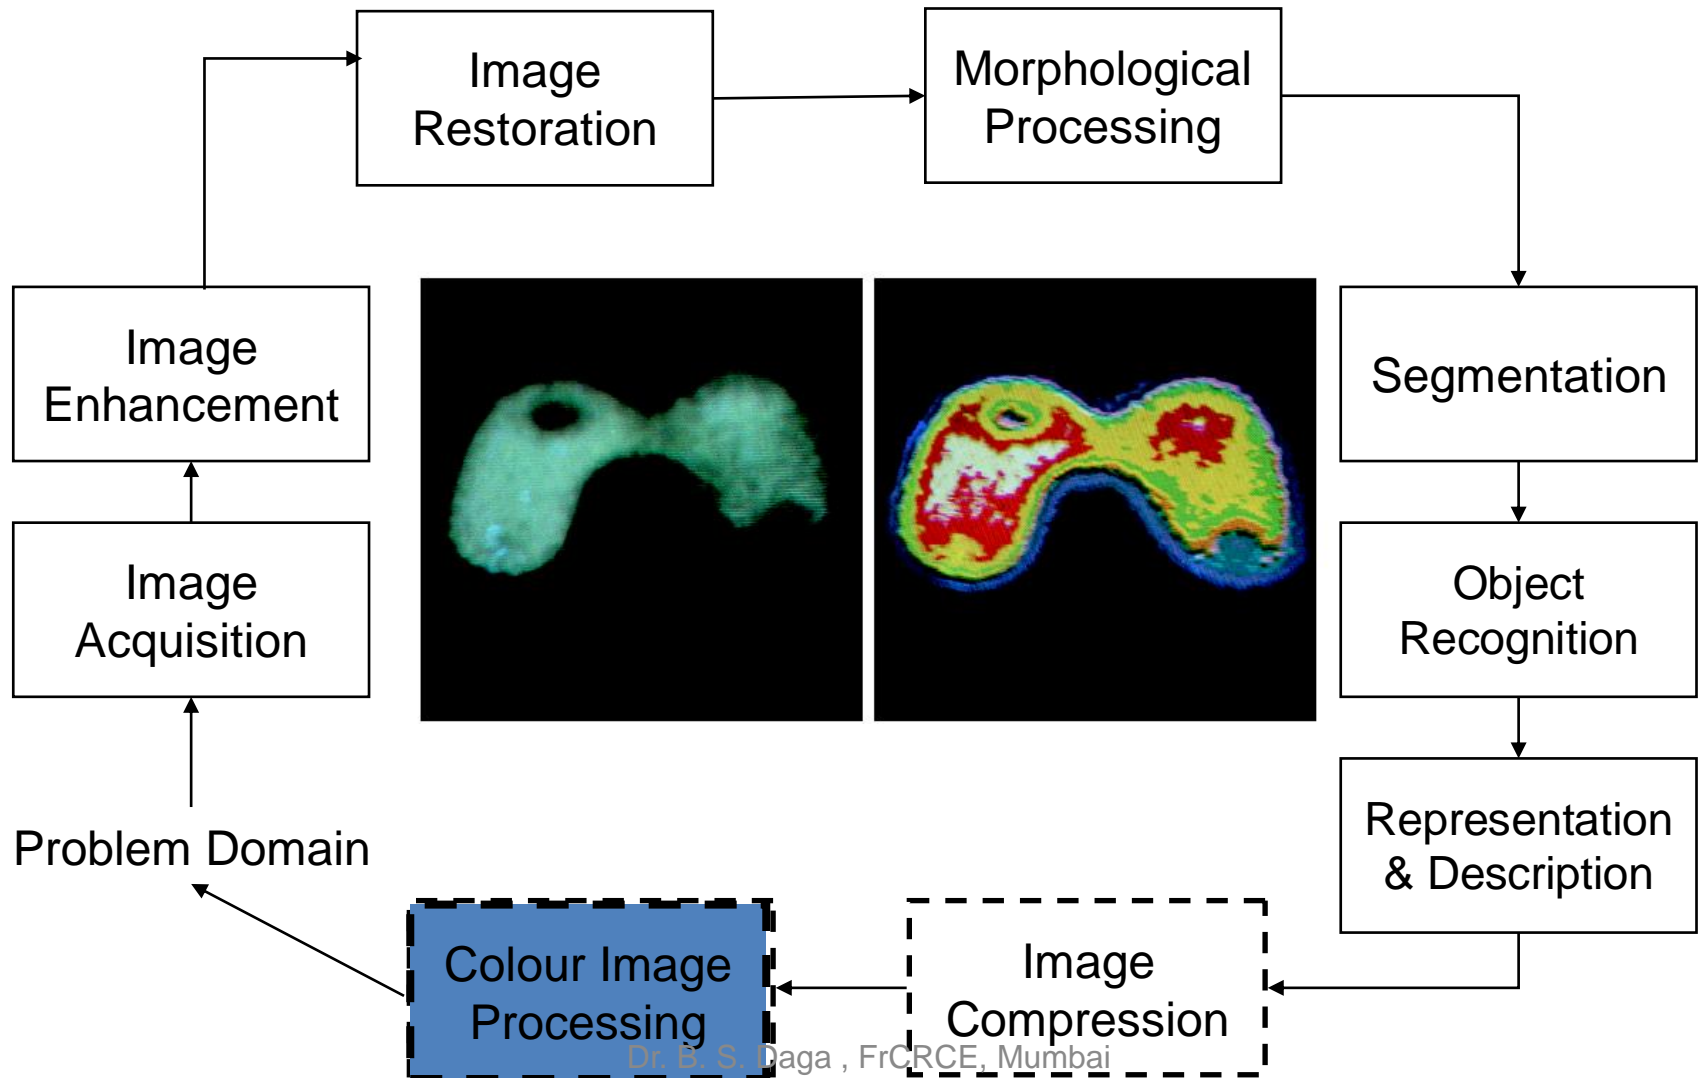 Image
Restoration
Morphological
Processing
Image
Enhancement
Segmentation
Image
Acquisition
Object
Recognition
Problem Domain
Representation
& Description
Colour Image
Processing
Image
Compression
Dr. B. S. Daga , FrCRCE, Mumbai